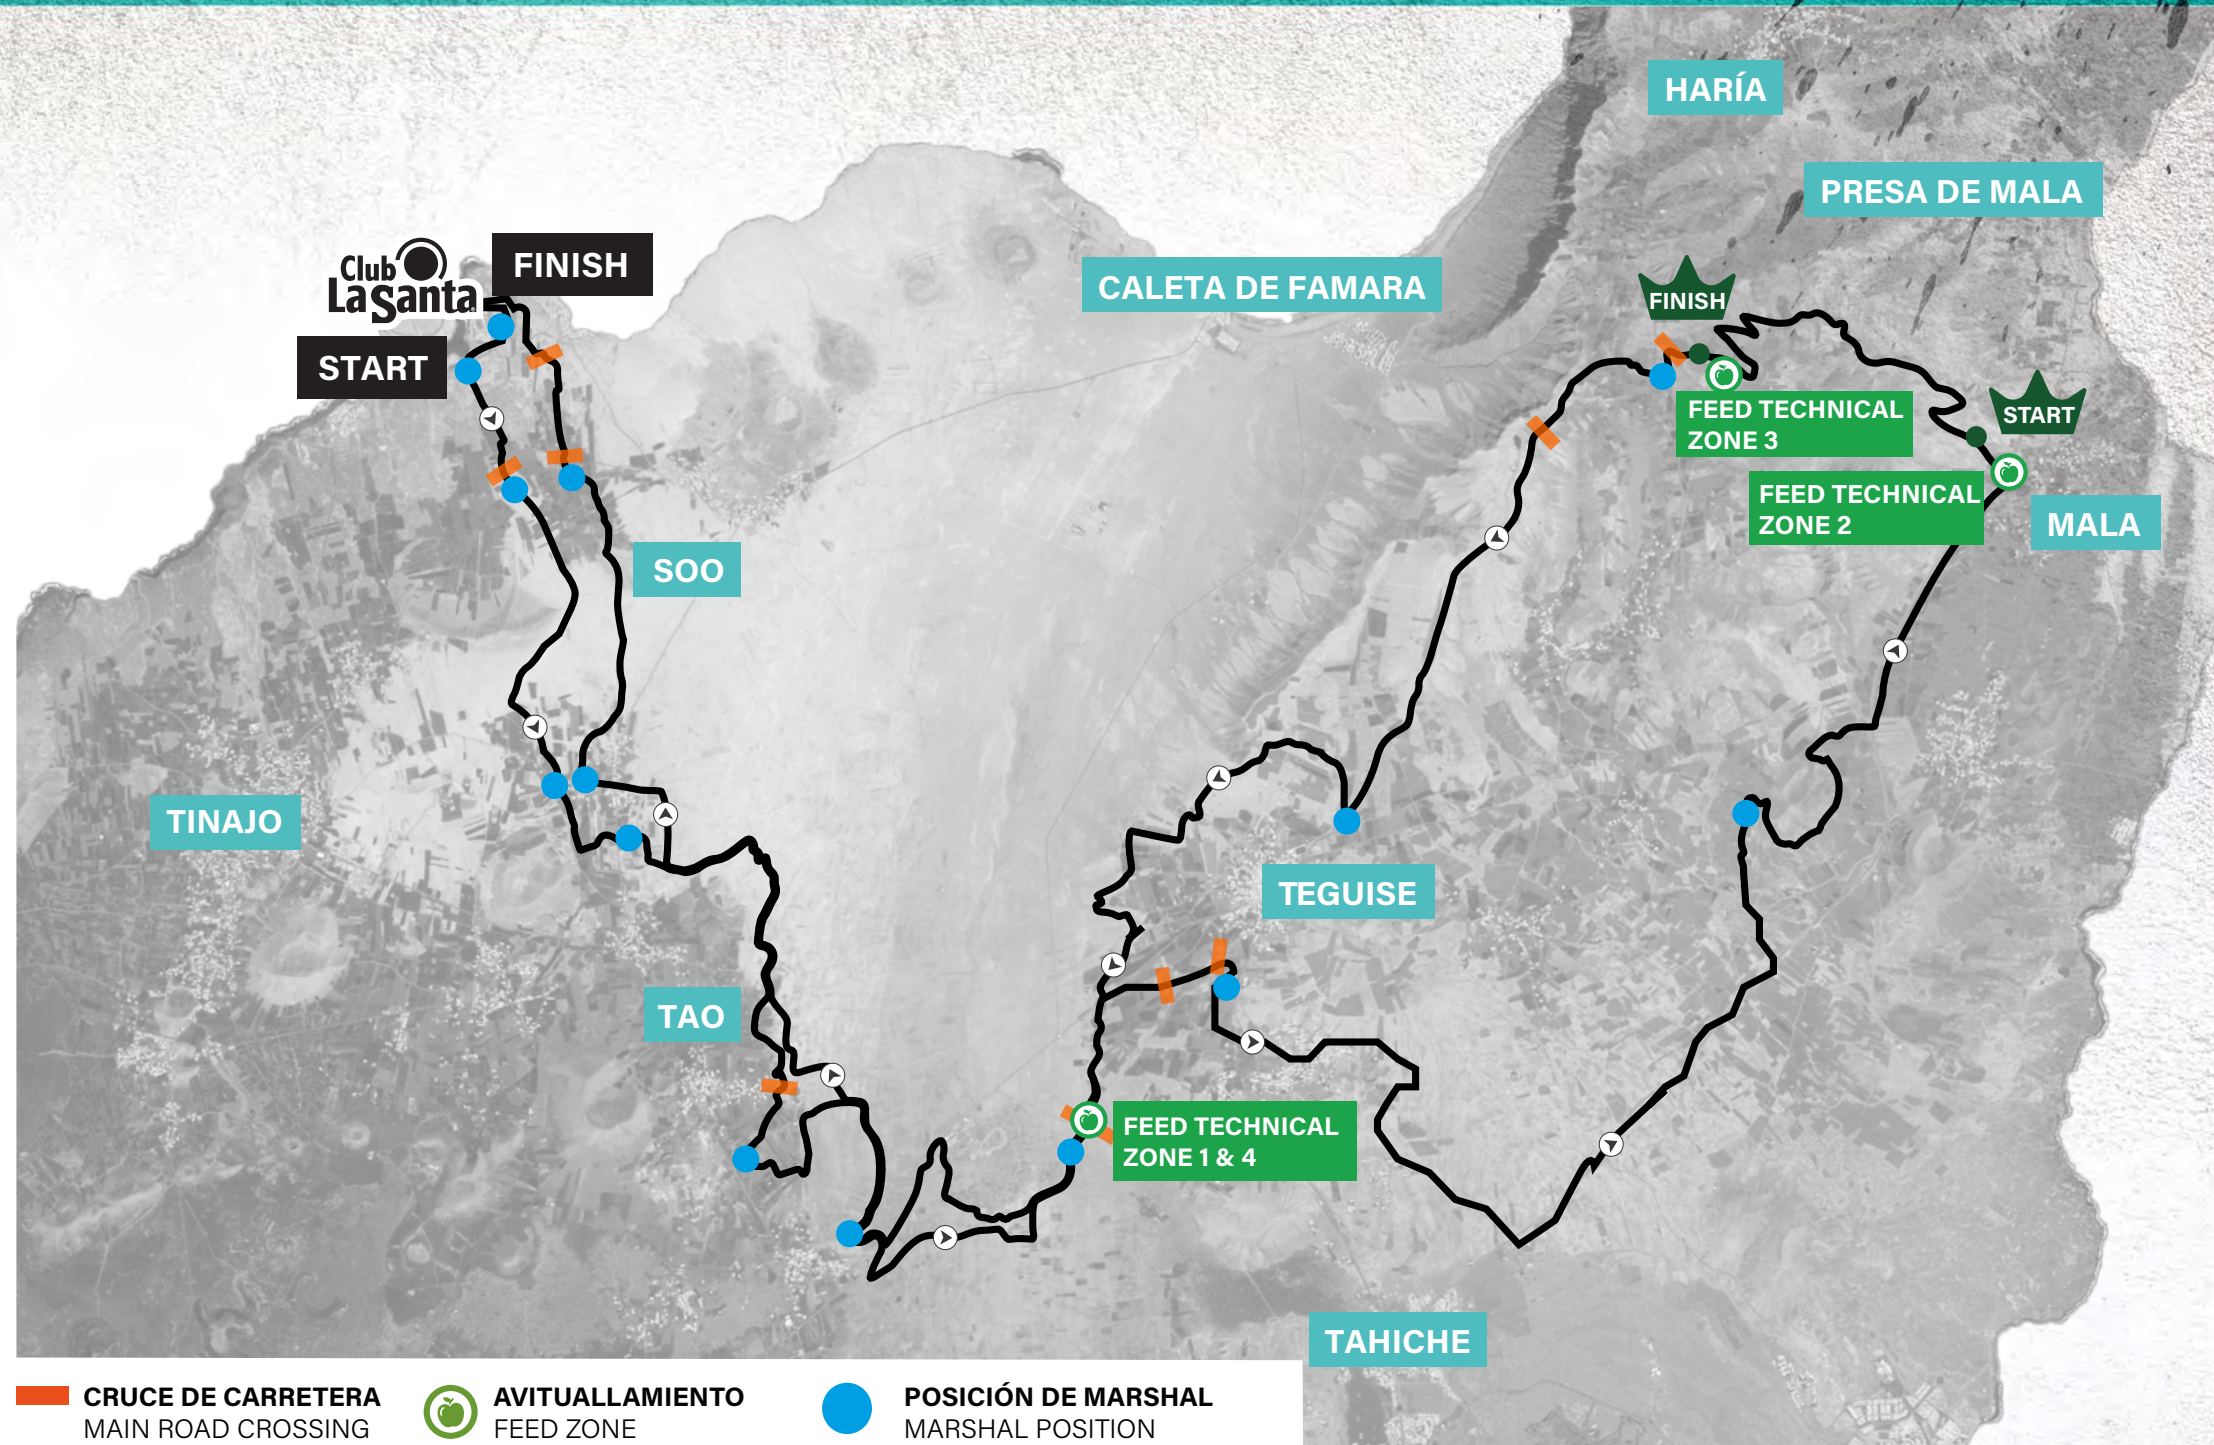 HARÍA
PRESA DE MALA
Club
La Santa
FINISH
CALETA DE FAMARA
FINISH
START
START
FEED TECHNICAL
ZONE 3
FEED TECHNICAL
ZONE 2
MALA
SOO
TINAJO
TEGUISE
TAO
FEED TECHNICAL
ZONE 1 & 4
TAHICHE
CRUCE DE CARRETERA
MAIN ROAD CROSSING
AVITUALLAMIENTO
FEED ZONE
POSICIÓN DE MARSHAL
MARSHAL POSITION